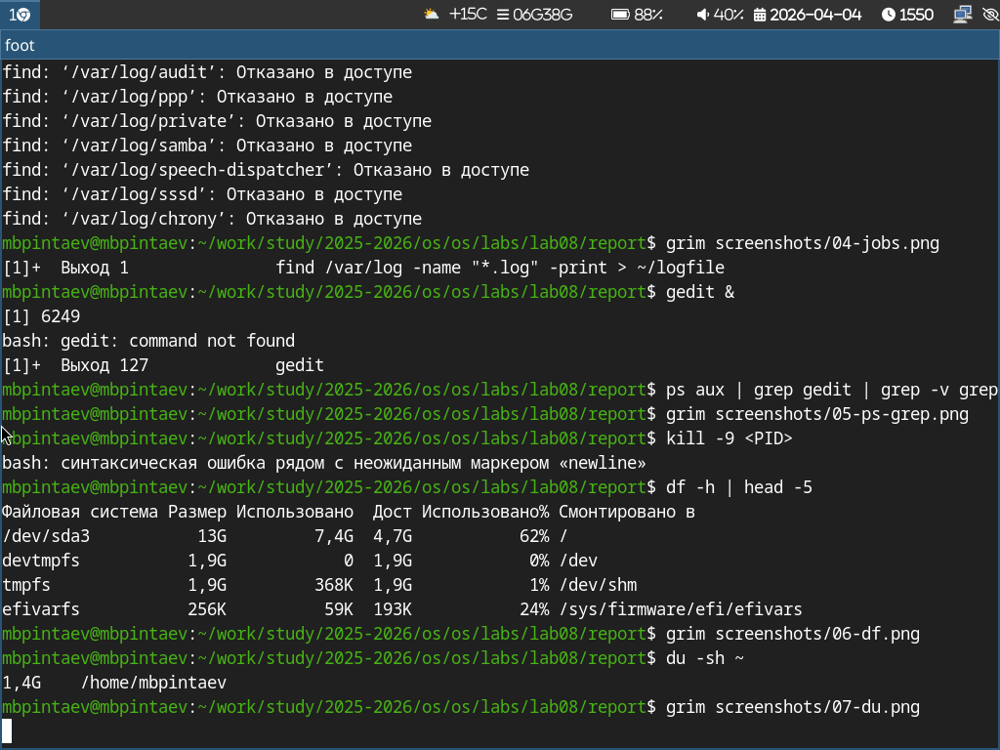 1 +15C 06G38G 88% 40% 2026-04-04 1550
foot
find: ‘/var/log/audit’: Отказано в доступе
find: ‘/var/log/ppp’: Отказано в доступе
find: ‘/var/log/private’: Отказано в доступе
find: ‘/var/log/samba’: Отказано в доступе
find: ‘/var/log/speech-dispatcher’: Отказано в доступе
find: ‘/var/log/sssd’: Отказано в доступе
find: ‘/var/log/chrony’: Отказано в доступе
mbpintaev@mbpintaev:~/work/study/2025-2026/os/os/labs/lab08/report$ grim screenshots/04-jobs.png
[1]+  Выход 1               find /var/log -name "*.log" -print > ~/logfile
mbpintaev@mbpintaev:~/work/study/2025-2026/os/os/labs/lab08/report$ gedit &
[1] 6249
bash: gedit: command not found
[1]+  Выход 127             gedit
mbpintaev@mbpintaev:~/work/study/2025-2026/os/os/labs/lab08/report$ ps aux | grep gedit | grep -v grep
mbpintaev@mbpintaev:~/work/study/2025-2026/os/os/labs/lab08/report$ grim screenshots/05-ps-grep.png
mbpintaev@mbpintaev:~/work/study/2025-2026/os/os/labs/lab08/report$ kill -9 <PID>
bash: синтаксическая ошибка рядом с неожиданным маркером «newline»
mbpintaev@mbpintaev:~/work/study/2025-2026/os/os/labs/lab08/report$ df -h | head -5
Файловая система Размер Использовано  Дост Использовано% Смонтировано в
/dev/sda3           13G         7,4G  4,7G           62% /
devtmpfs           1,9G            0  1,9G            0% /dev
tmpfs              1,9G         368K  1,9G            1% /dev/shm
efivarfs           256K          59K  193K           24% /sys/firmware/efi/efivars
mbpintaev@mbpintaev:~/work/study/2025-2026/os/os/labs/lab08/report$ grim screenshots/06-df.png
mbpintaev@mbpintaev:~/work/study/2025-2026/os/os/labs/lab08/report$ du -sh ~
1,4G    /home/mbpintaev
mbpintaev@mbpintaev:~/work/study/2025-2026/os/os/labs/lab08/report$ grim screenshots/07-du.png